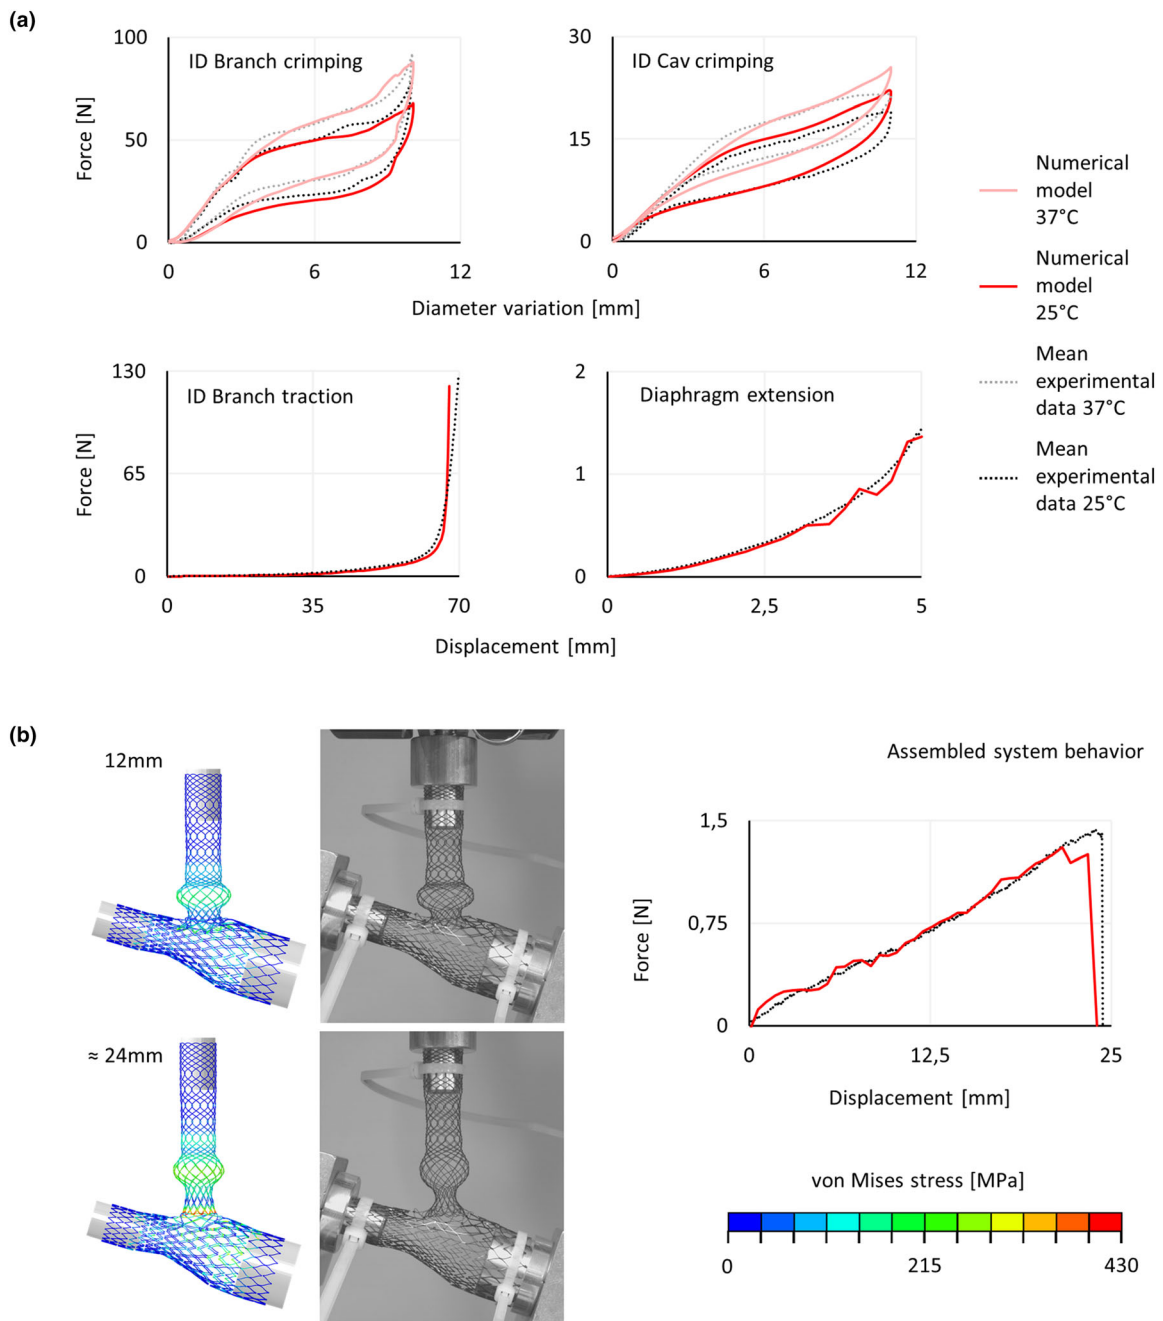 (a)
ID Branch crimping
100
50
0
Force [N]
0 6 12
ID Cav crimping
30
15
0
0 6 12
Diameter variation [mm]
Numerical
model
37°C
Numerical
model
25°C
Mean
experimental
data 37°C
Mean
experimental
data 25°C
ID Branch traction
130
65
0
Force [N]
0 35 70
Diaphragm extension
2
1
0
0 2,5 5
Displacement [mm]
(b)
12mm
≈ 24mm
Assembled system behavior
1,5
0,75
0
Force [N]
0 12,5 25
Displacement [mm]
von Mises stress [MPa]
0 215 430